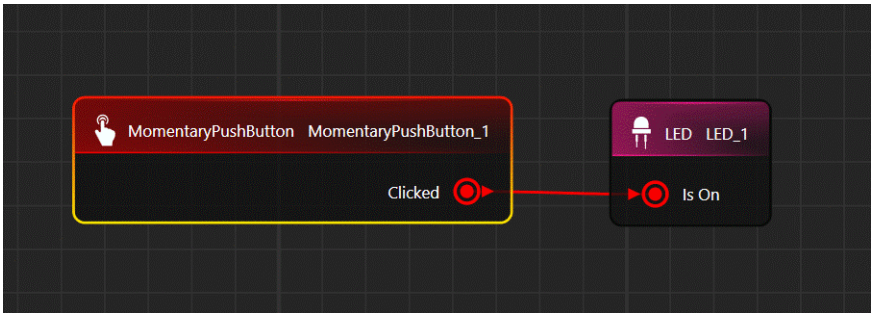 MomentaryPushButton MomentaryPushButton_1
Clicked
LED LED_1
Is On